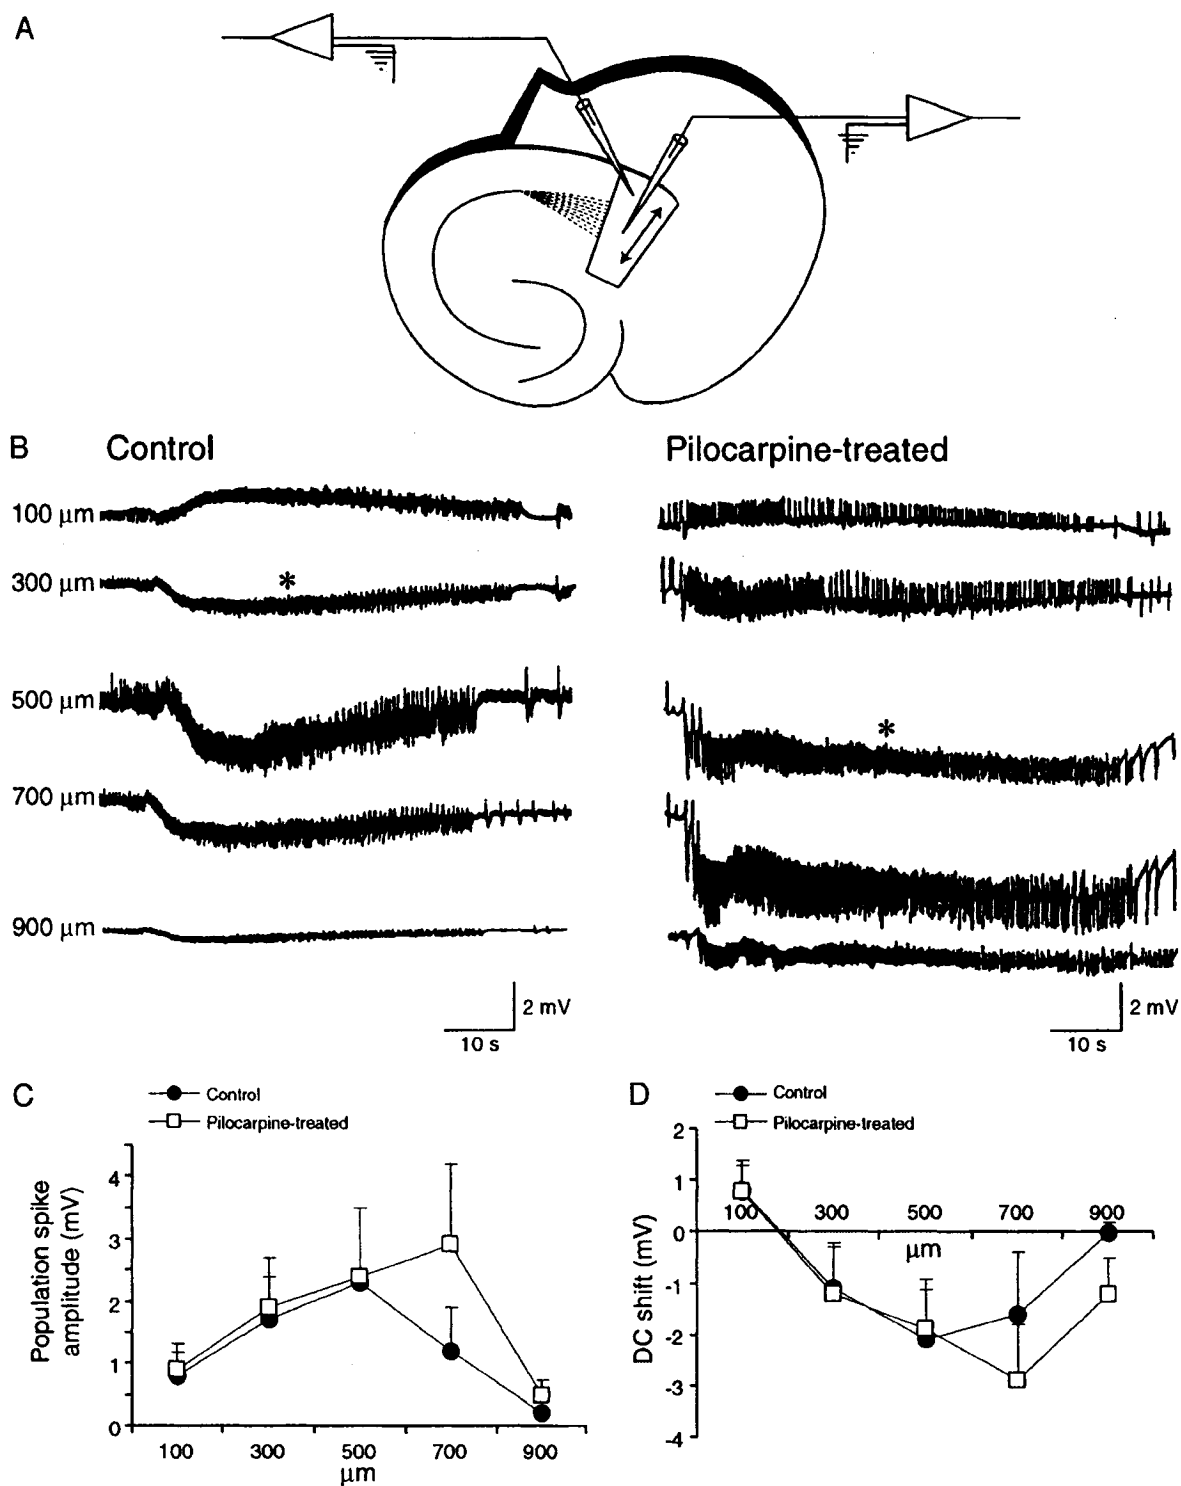 A
B
Control
Pilocarpine-treated
100 μm
300 μm
*
500 μm
*
700 μm
900 μm
2 mV
10 s
2 mV
10 s
C
Control
Pilocarpine-treated
Population spike
amplitude (mV)
4
3
2
1
0
100 300 500 700 900
μm
D
Control
Pilocarpine-treated
DC shift (mV)
2
1
0
-1
-2
-3
-4
100 300 500 700 900
μm